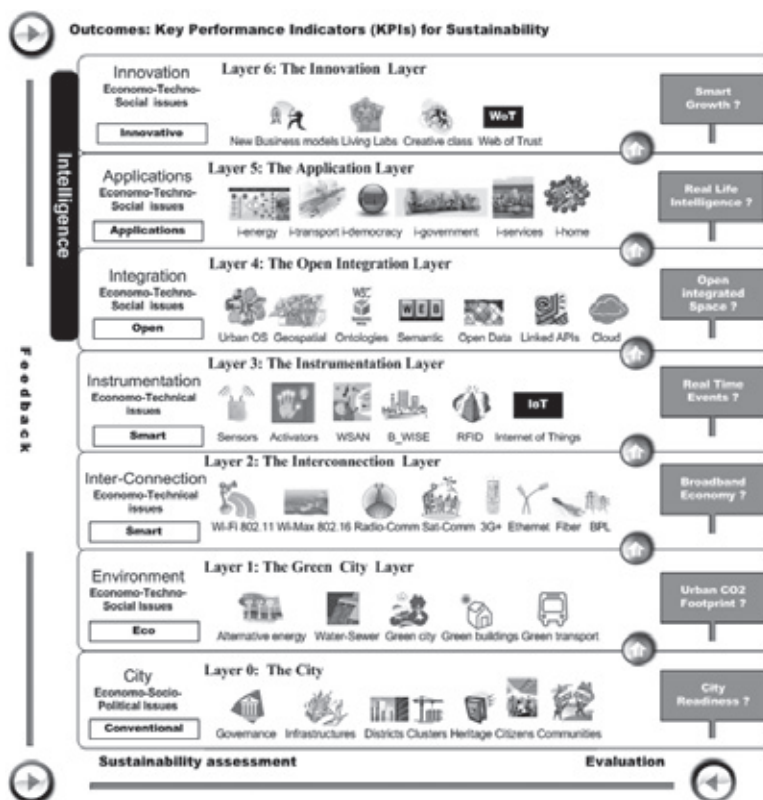 Outcomes: Key Performance Indicators (KPIs) for Sustainability
Intelligence
Feedback
Innovation
Economo-Techno-
Social issues
Innovative
Layer 6: The Innovation Layer
WoT
New Business models Living Labs Creative class Web of Trust
Smart
Growth ?
Applications
Economo-Techno-
Social issues
Applications
Layer 5: The Application Layer
i-energy i-transport i-democracy i-government i-services i-home
Real Life
Intelligence ?
Integration
Economo-Techno-
Social issues
Open
Layer 4: The Open Integration Layer
WEB
Urban OS Geospatial Ontologies Semantic Open Data Linked APIs Cloud
Open
integrated
Space ?
Instrumentation
Economo-Technical
issues
Smart
Layer 3: The Instrumentation Layer
IoT
Sensors Activators WSAN B_WISE RFID Internet of Things
Real Time
Events ?
Inter-Connection
Economo-Technical
issues
Smart
Layer 2: The Interconnection Layer
Wi-Fi 802.11 Wi-Max 802.16 Radio-Comm Sat-Comm 3G+ Ethernet Fiber BPL
Broadband
Economy ?
Environment
Economo-Techno-
Social Issues
Eco
Layer 1: The Green City Layer
Alternative energy Water-Sewer Green city Green buildings Green transport
Urban CO2
Footprint ?
City
Economo-Socio-
Political Issues
Conventional
Layer 0: The City
Governance Infrastructures Districts Clusters Heritage Citizens Communities
City
Readiness ?
Sustainability assessment Evaluation